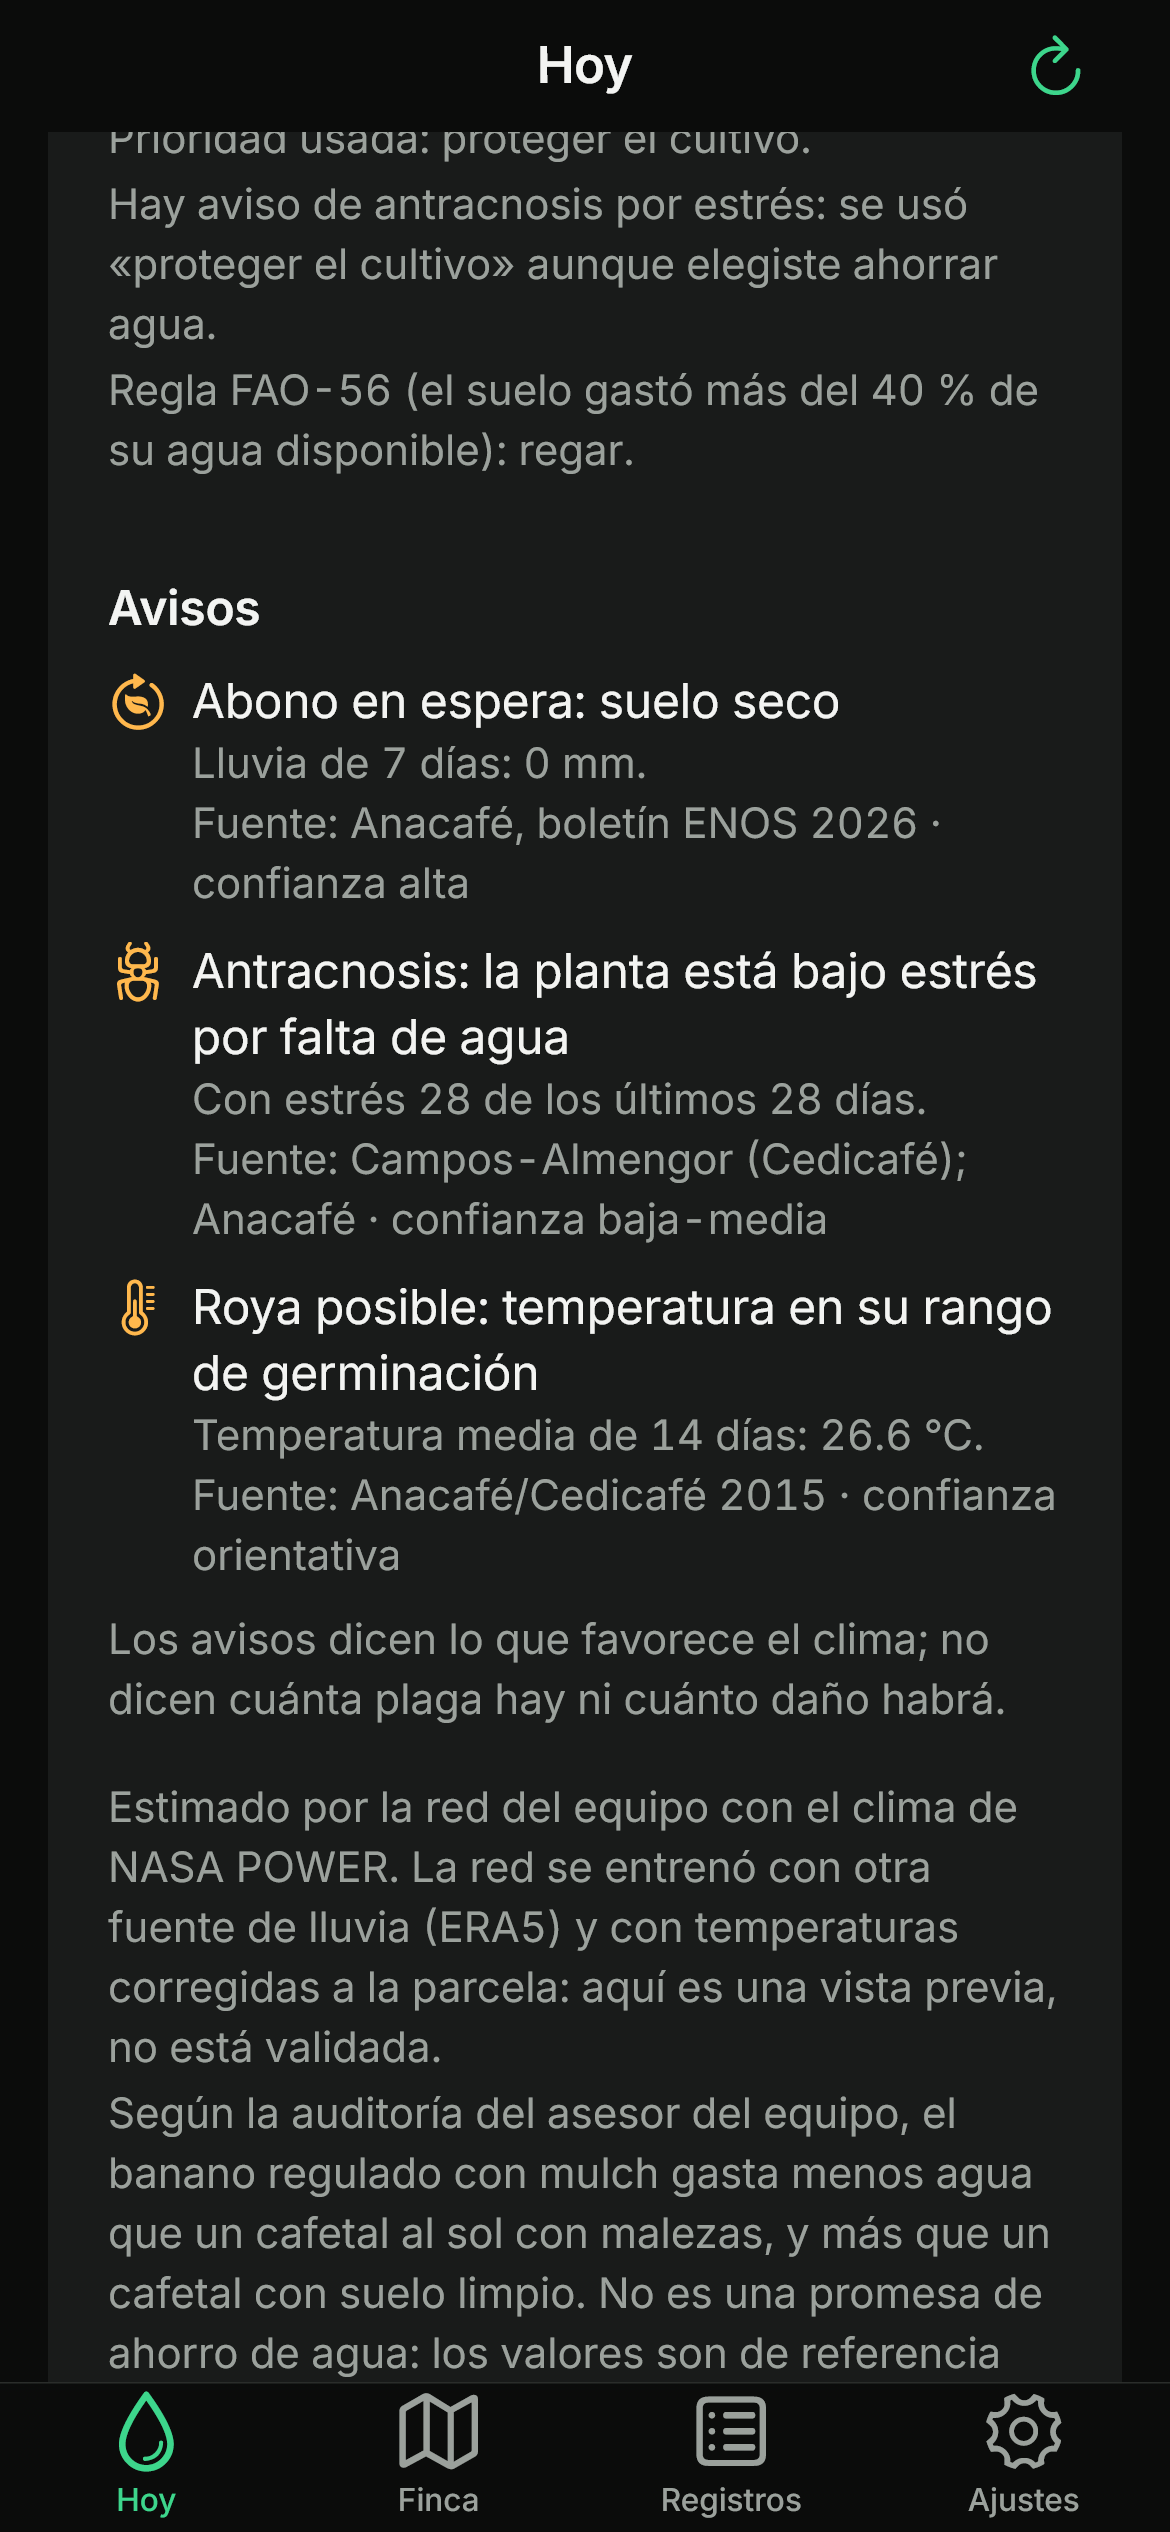 Hoy
Prioridad usada: proteger el cultivo.
Hay aviso de antracnosis por estrés: se usó
«proteger el cultivo» aunque elegiste ahorrar
agua.
Regla FAO-56 (el suelo gastó más del 40 % de
su agua disponible): regar.
Avisos
Abono en espera: suelo seco
Lluvia de 7 días: 0 mm.
Fuente: Anacafé, boletín ENOS 2026 ·
confianza alta
Antracnosis: la planta está bajo estrés
por falta de agua
Con estrés 28 de los últimos 28 días.
Fuente: Campos-Almengor (Cedicafé);
Anacafé · confianza baja-media
Roya posible: temperatura en su rango
de germinación
Temperatura media de 14 días: 26.6 °C.
Fuente: Anacafé/Cedicafé 2015 · confianza
orientativa
Los avisos dicen lo que favorece el clima; no
dicen cuánta plaga hay ni cuánto daño habrá.
Estimado por la red del equipo con el clima de
NASA POWER. La red se entrenó con otra
fuente de lluvia (ERA5) y con temperaturas
corregidas a la parcela: aquí es una vista previa,
no está validada.
Según la auditoría del asesor del equipo, el
banano regulado con mulch gasta menos agua
que un cafetal al sol con malezas, y más que un
cafetal con suelo limpio. No es una promesa de
ahorro de agua: los valores son de referencia
Hoy
Finca
Registros
Ajustes